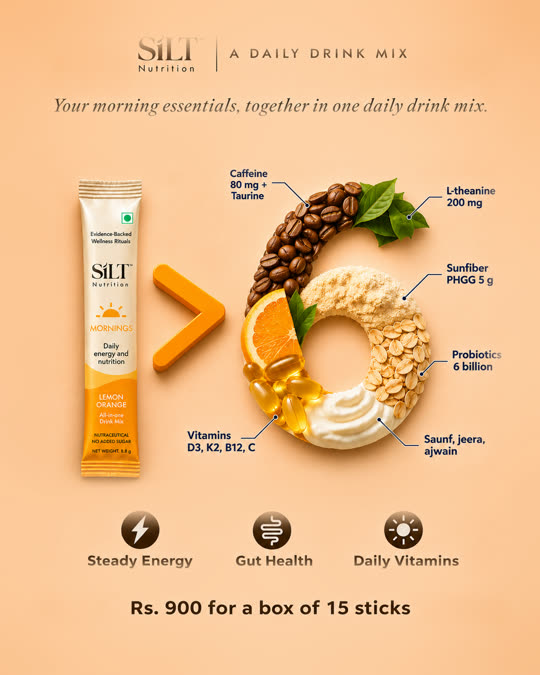 SiLT™
Nutrition
A DAILY DRINK MIX
Your morning essentials, together in one daily drink mix.
Evidence-Backed
Wellness Rituals
SiLT™
Nutrition
MORNINGS
Daily
energy and
nutrition
LEMON
ORANGE
All-in-one
Drink Mix
NUTRACEUTICAL
NO ADDED SUGAR
NET WEIGHT: 8.8 g
Caffeine
80 mg +
Taurine
L-theanine
200 mg
Sunfiber
PHGG 5 g
Probiotics
6 billion
Saunf, jeera,
ajwain
Vitamins
D3, K2, B12, C
Steady Energy
Gut Health
Daily Vitamins
Rs. 900 for a box of 15 sticks